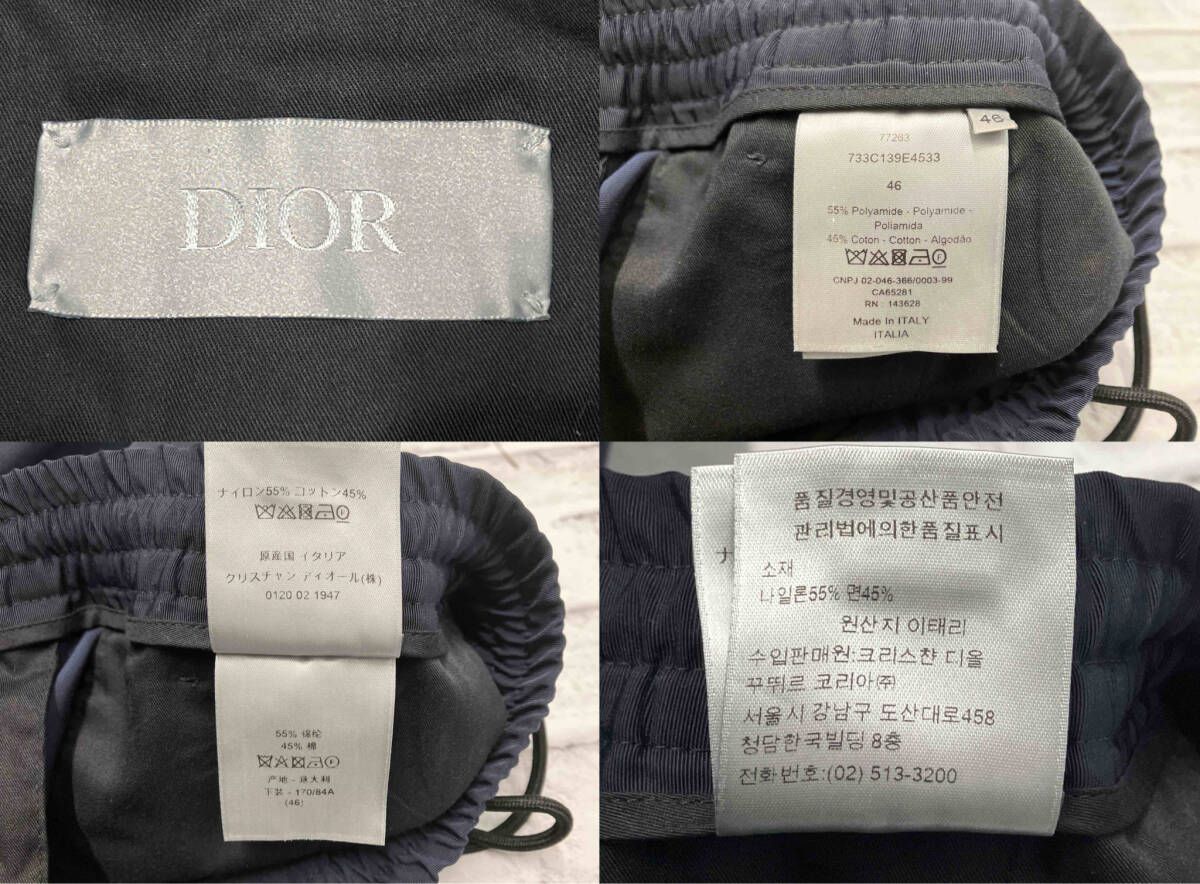 DIOR
46
77263
733C139E4533
46
55% Polyamide - Polyamide -
Poliamida
45% Coton - Cotton - Algodão
CNPJ 02-046-366/0003-99
CA65281
RN : 143628
Made In ITALY
ITALIA
ナイロン55% コットン45%
原産国 イタリア
クリスチャン ディオール(株)
0120 02 1947
55% 锦纶
45% 棉
产地 - 意大利
下装 - 170/84A
(46)
품질경영및공산품안전
관리법에의한품질표시
ナ
소재
나일론55% 면45%
원산지 이태리
수입판매원:크리스챤 디올
꾸뛰르 코리아㈜
서울시 강남구 도산대로458
청담한국빌딩 8층
전화번호:(02) 513-3200